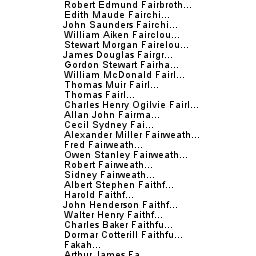 Robert Edmund Fairbroth...
Edith Maude Fairchi...
John Saunders Fairchi...
William Aiken Fairclou...
Stewart Morgan Fairelou...
James Douglas Fairgr...
Gordon Stewart Fairha...
William McDonald Fairl...
Thomas Muir Fairl...
Thomas Fairl...
Charles Henry Ogilvie Fairl...
Allan John Fairma...
Cecil Sydney Fai...
Alexander Miller Fairweath...
Fred Fairweath...
Owen Stanley Fairweath...
Robert Fairweath...
Sidney Fairweath...
Albert Stephen Faithf...
Harold Faithf...
John Henderson Faithf...
Walter Henry Faithf...
Charles Baker Faithfu...
Dormar Cotterill Faithfu...
Fakah...
Arthur James Fa...